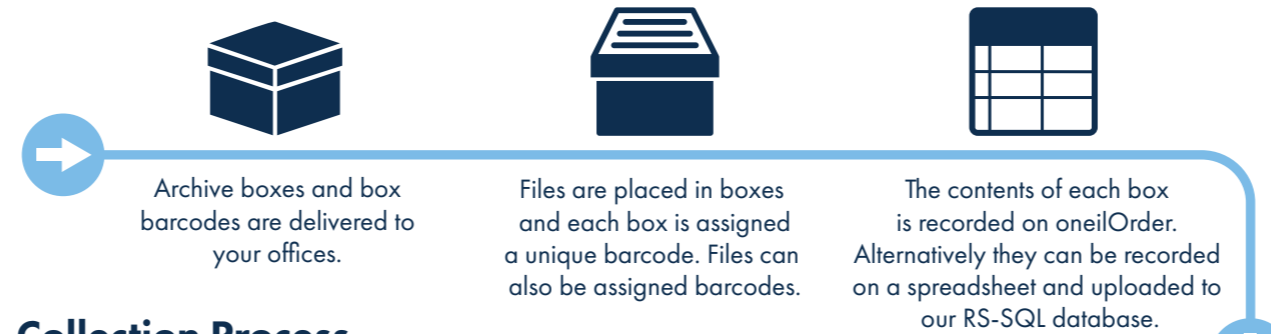 Archive boxes and box
barcodes are delivered to
your offices.
Files are placed in boxes
and each box is assigned
a unique barcode. Files can
also be assigned barcodes.
The contents of each box
is recorded on oneilOrder.
Alternatively they can be recorded
on a spreadsheet and uploaded to
our RS-SQL database.
Collection Process